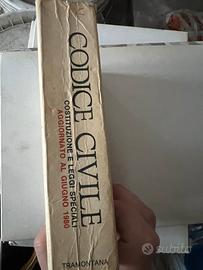 CODICE CIVILE
COSTITUZIONE E LEGGI SPECIALI
AGGIORNATO AL GIUGNO 1980
TRAMONTANA
subito